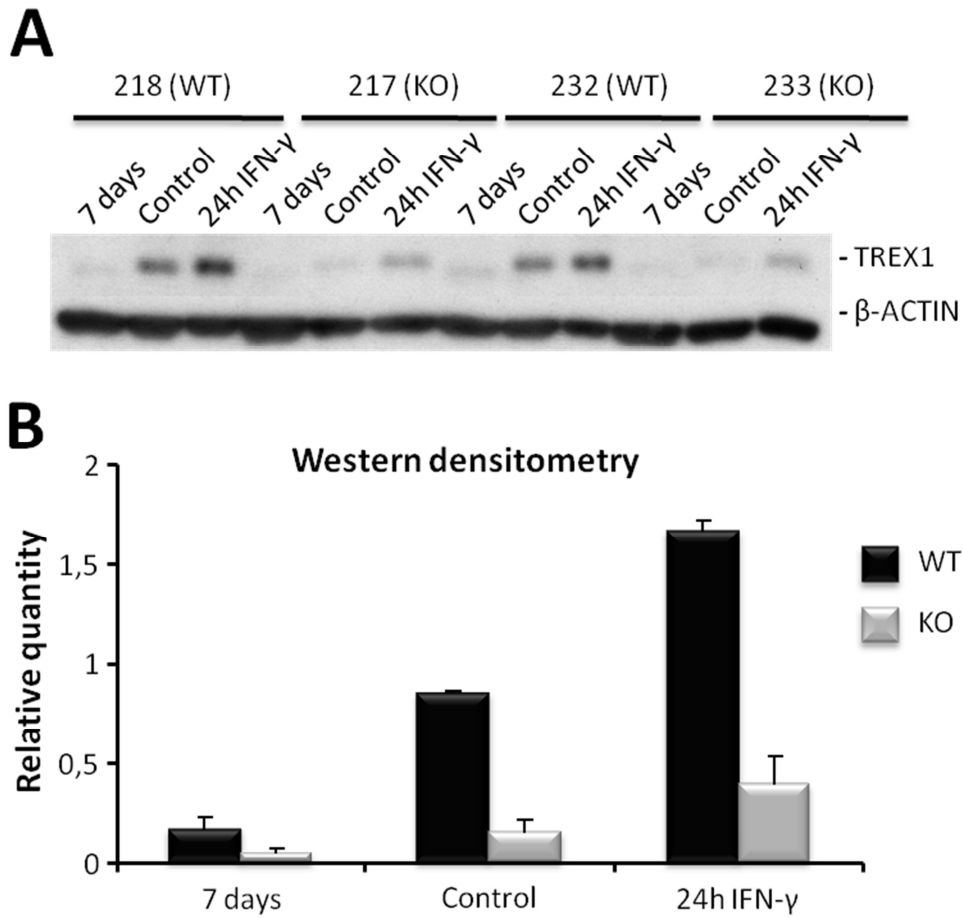 A
218 (WT) 217 (KO) 232 (WT) 233 (KO)
7 days Control 24h IFN-γ 7 days Control 24h IFN-γ 7 days Control 24h IFN-γ 7 days Control 24h IFN-γ
- TREX1
- β-ACTIN
B
Western densitometry
Relative quantity
2
1,5
1
0,5
0
7 days Control 24h IFN-γ
WT
KO